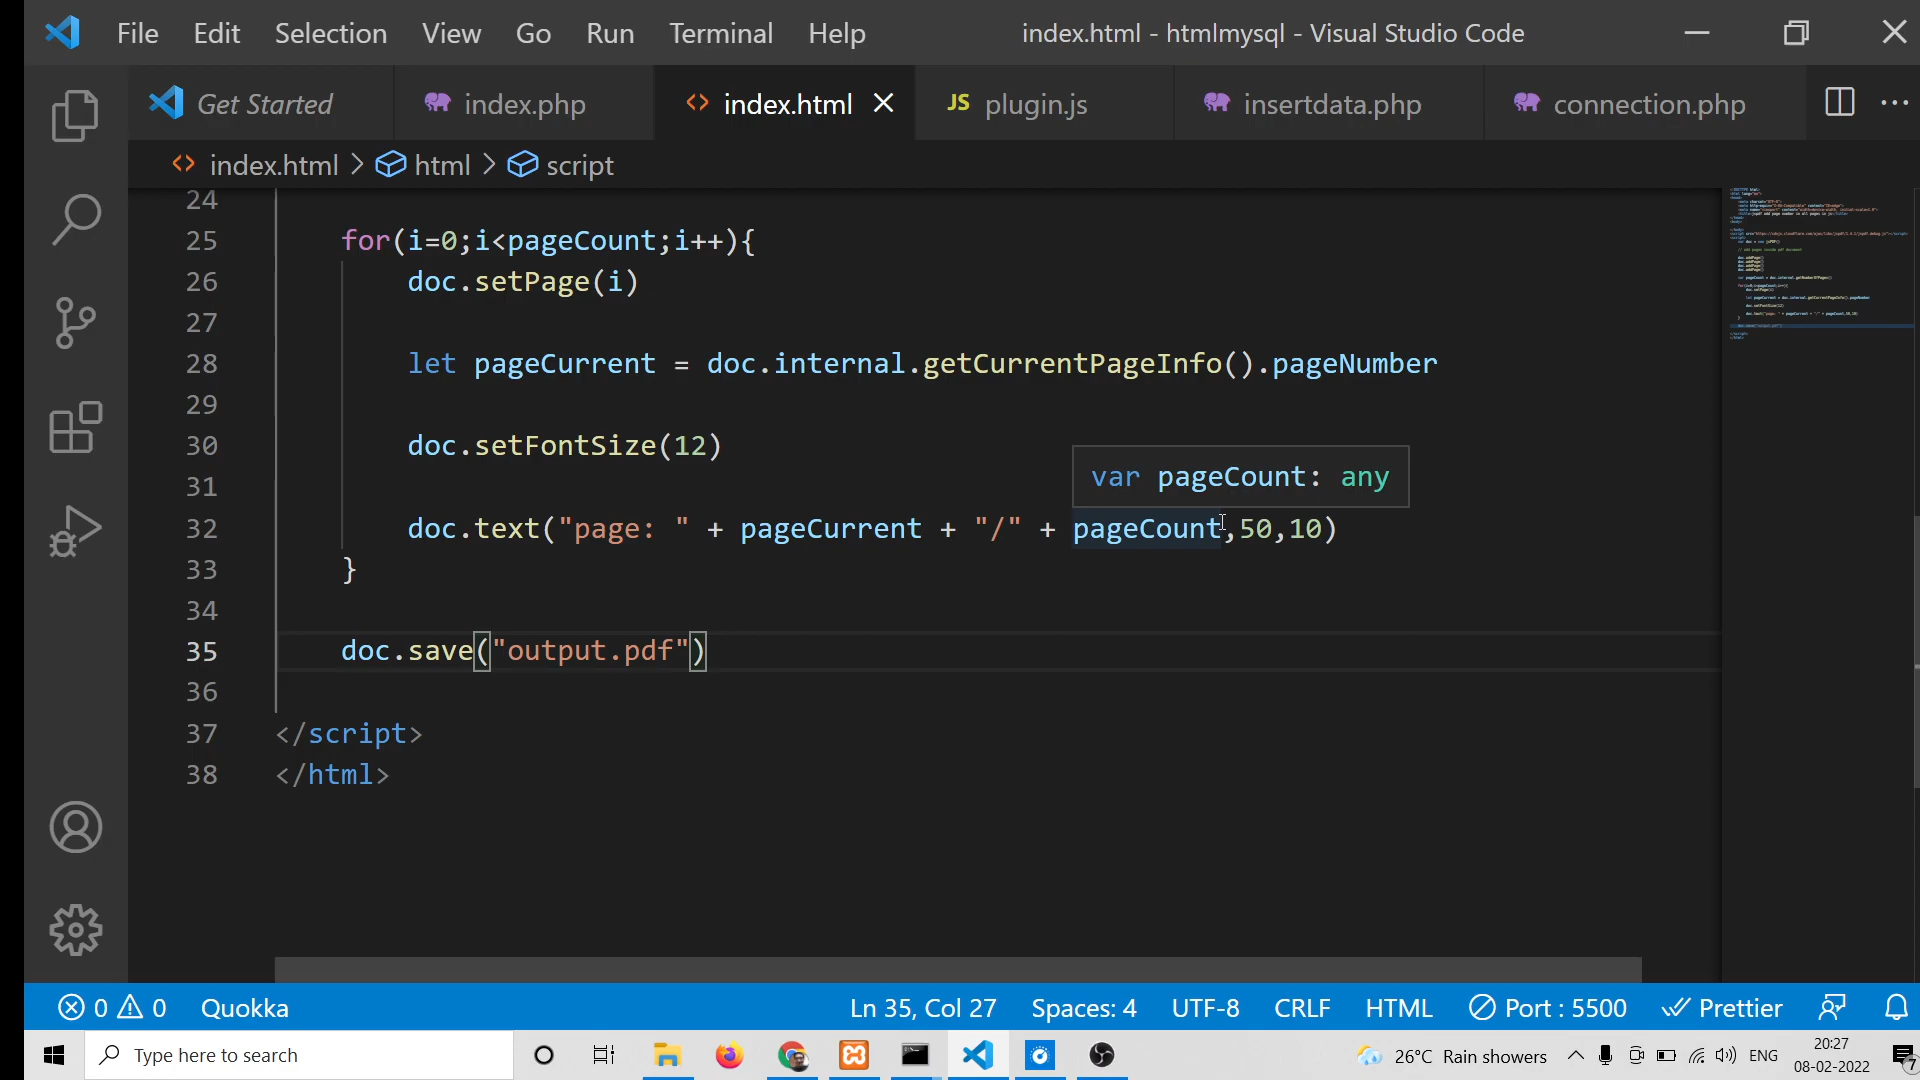 File Edit Selection View Go Run Terminal Help index.html - htmlmysql - Visual Studio Code
Get Started index.php <> index.html JS plugin.js insertdata.php connection.php ...
<> index.html > html > script
24
25 for(i=0;i<pageCount;i++){
26 doc.setPage(i)
27
28 let pageCurrent = doc.internal.getCurrentPageInfo().pageNumber
29
30 doc.setFontSize(12)
var pageCount: any
31
32 doc.text("page: " + pageCurrent + "/" + pageCount,50,10)
33 }
34
35 doc.save("output.pdf")
36
37 </script>
38 </html>
0 0 Quokka Ln 35, Col 27 Spaces: 4 UTF-8 CRLF HTML Port : 5500 Prettier
Type here to search 26°C Rain showers ENG 20:27
08-02-2022 7